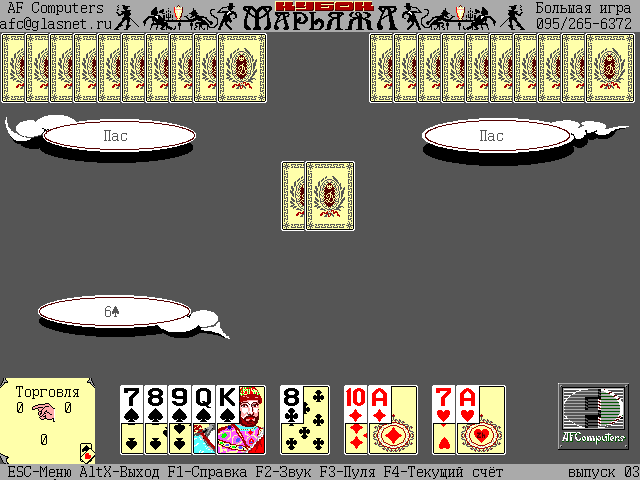 AF Computers
КУБОК
Большая игра
afc@glasnet.ru
МАРЬЯЖА
095/265-6372
Пас
Пас
6♠
Торговля
0 0
0
7 8 9 Q K
8
10 A
7 A
AFComputers
ESC-Меню AltX-Выход F1-Справка F2-Звук F3-Пуля F4-Текущий счёт
выпуск 03